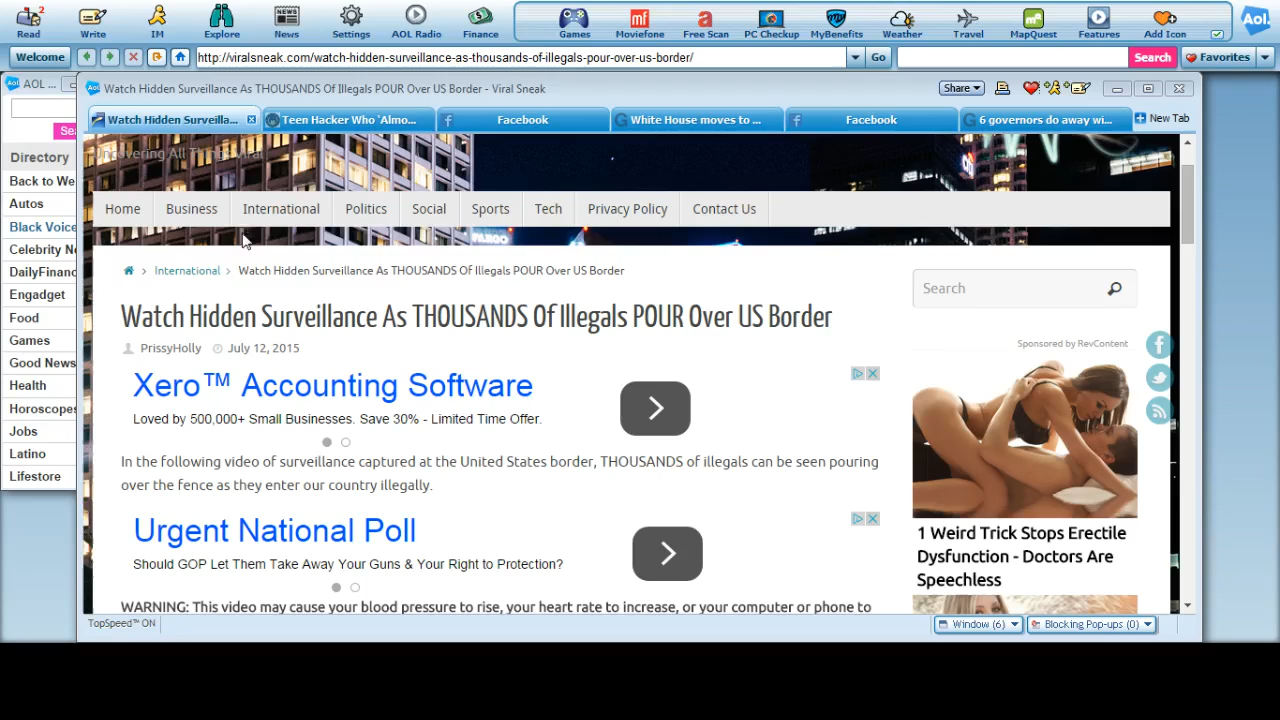 Read Write IM Explore News Settings AOL Radio Finance Games Moviefone Free Scan PC Checkup MyBenefits Weather Travel MapQuest Features Add Icon Aol.
Welcome http://viralsneak.com/watch-hidden-surveillance-as-thousands-of-illegals-pour-over-us-border/ Go Search Favorites
AOL ... Watch Hidden Surveillance As THOUSANDS Of Illegals POUR Over US Border - Viral Sneak Share
Watch Hidden Surveilla... Teen Hacker Who 'Almo... Facebook White House moves to ... Facebook 6 governors do away wi... New Tab
Sea
Directory
Back to We
Autos
Black Voice
Celebrity Ne
DailyFinanc
Engadget
Food
Games
Good News
Health
Horoscopes
Jobs
Latino
Lifestore
Uncovering All Things Viral
Home Business International Politics Social Sports Tech Privacy Policy Contact Us
FARGO
International Watch Hidden Surveillance As THOUSANDS Of Illegals POUR Over US Border
Search
Watch Hidden Surveillance As THOUSANDS Of Illegals POUR Over US Border
PrissyHolly July 12, 2015
Sponsored by RevContent
Xero™ Accounting Software
Loved by 500,000+ Small Businesses. Save 30% - Limited Time Offer.
In the following video of surveillance captured at the United States border, THOUSANDS of illegals can be seen pouring
over the fence as they enter our country illegally.
Urgent National Poll
Should GOP Let Them Take Away Your Guns & Your Right to Protection?
WARNING: This video may cause your blood pressure to rise, your heart rate to increase, or your computer or phone to
1 Weird Trick Stops Erectile
Dysfunction - Doctors Are
Speechless
TopSpeed™ ON Window (6) Blocking Pop-ups (0)